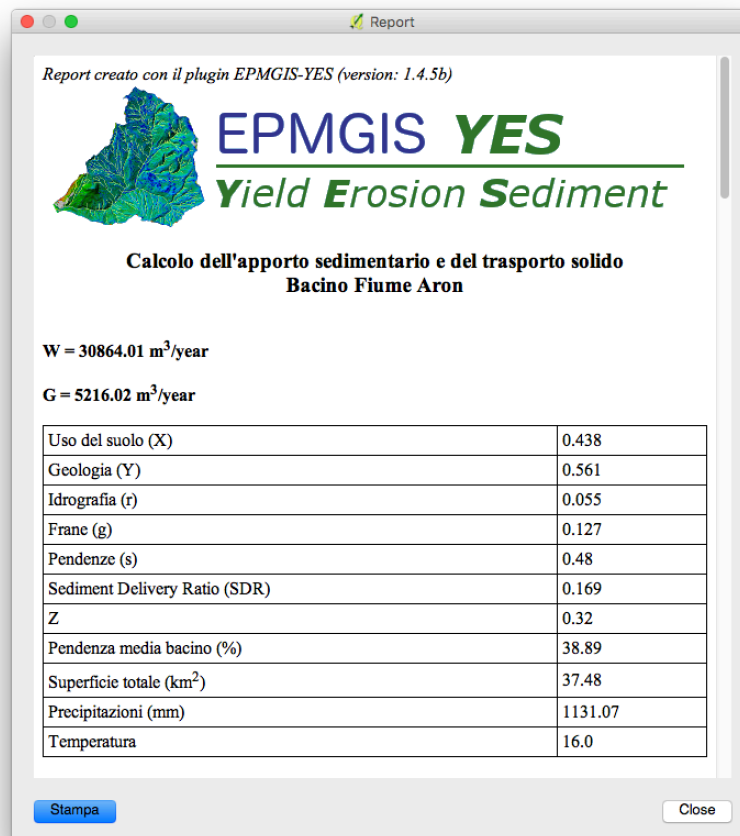 Report
Report creato con il plugin EPMGIS-YES (version: 1.4.5b)
EPMGIS YES
Yield Erosion Sediment
Calcolo dell'apporto sedimentario e del trasporto solido
Bacino Fiume Aron
W = 30864.01 m³/year
G = 5216.02 m³/year
Uso del suolo (X) 0.438
Geologia (Y) 0.561
Idrografia (r) 0.055
Frane (g) 0.127
Pendenze (s) 0.48
Sediment Delivery Ratio (SDR) 0.169
Z 0.32
Pendenza media bacino (%) 38.89
Superficie totale (km²) 37.48
Precipitazioni (mm) 1131.07
Temperatura 16.0
Stampa Close